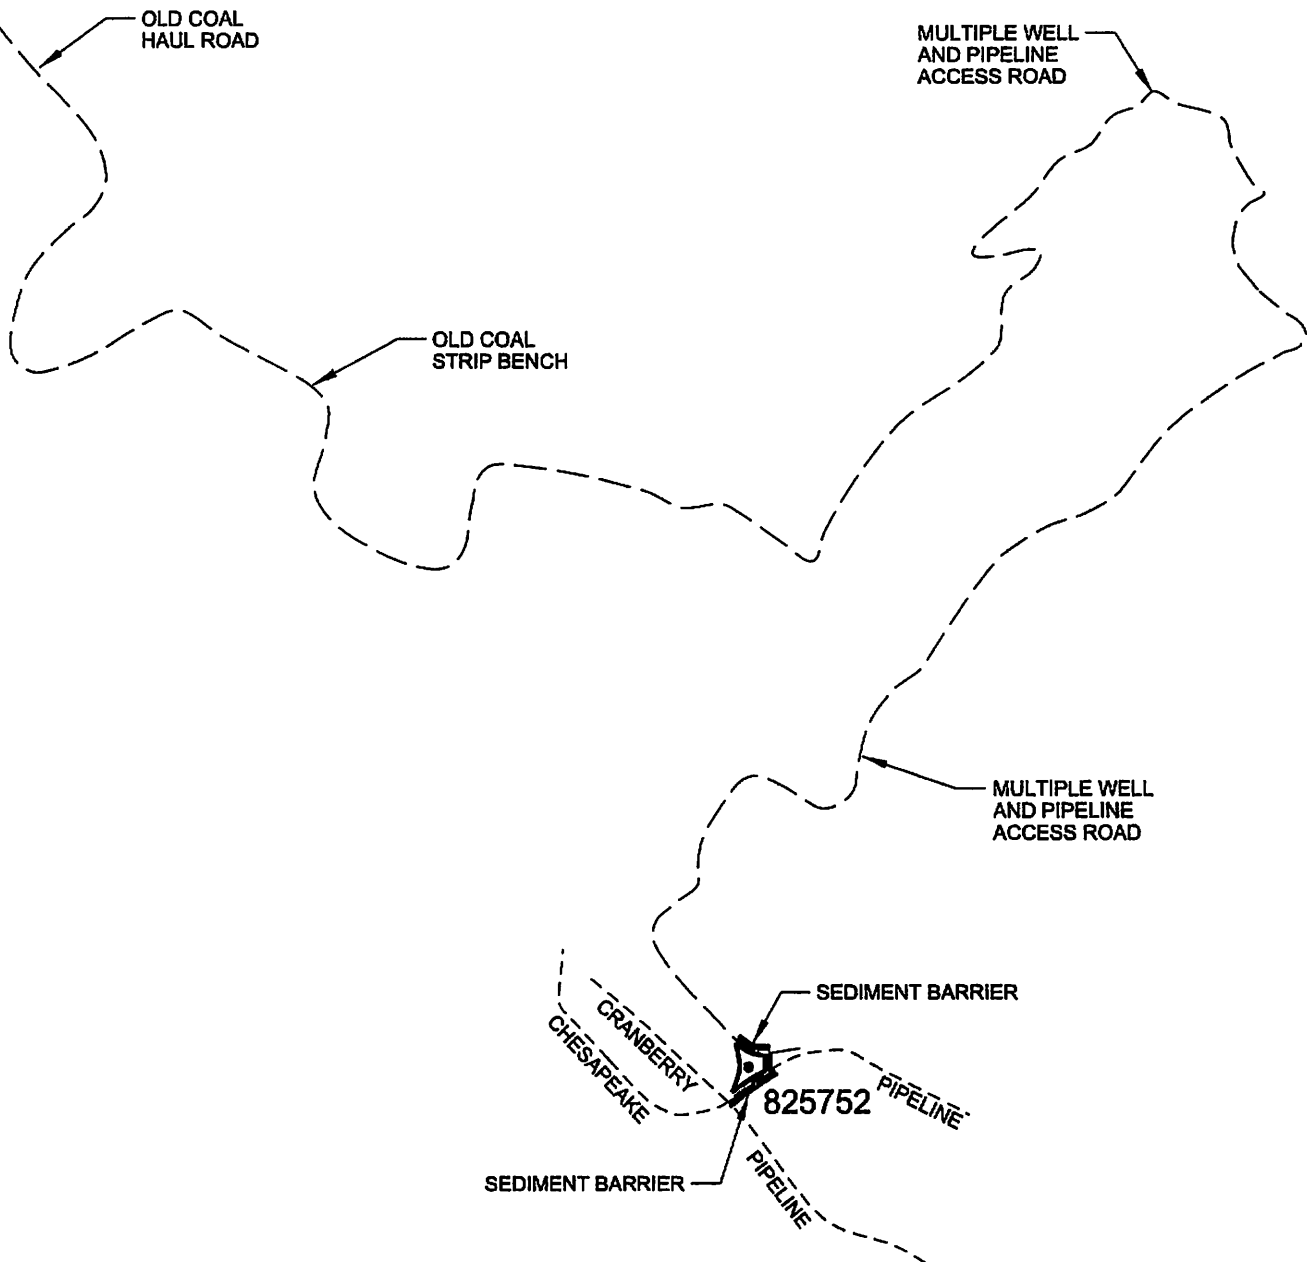 OLD COAL
HAUL ROAD
MULTIPLE WELL
AND PIPELINE
ACCESS ROAD
OLD COAL
STRIP BENCH
MULTIPLE WELL
AND PIPELINE
ACCESS ROAD
SEDIMENT BARRIER
CRANBERRY
CHESAPEAKE
825752
PIPELINE
PIPELINE
SEDIMENT BARRIER